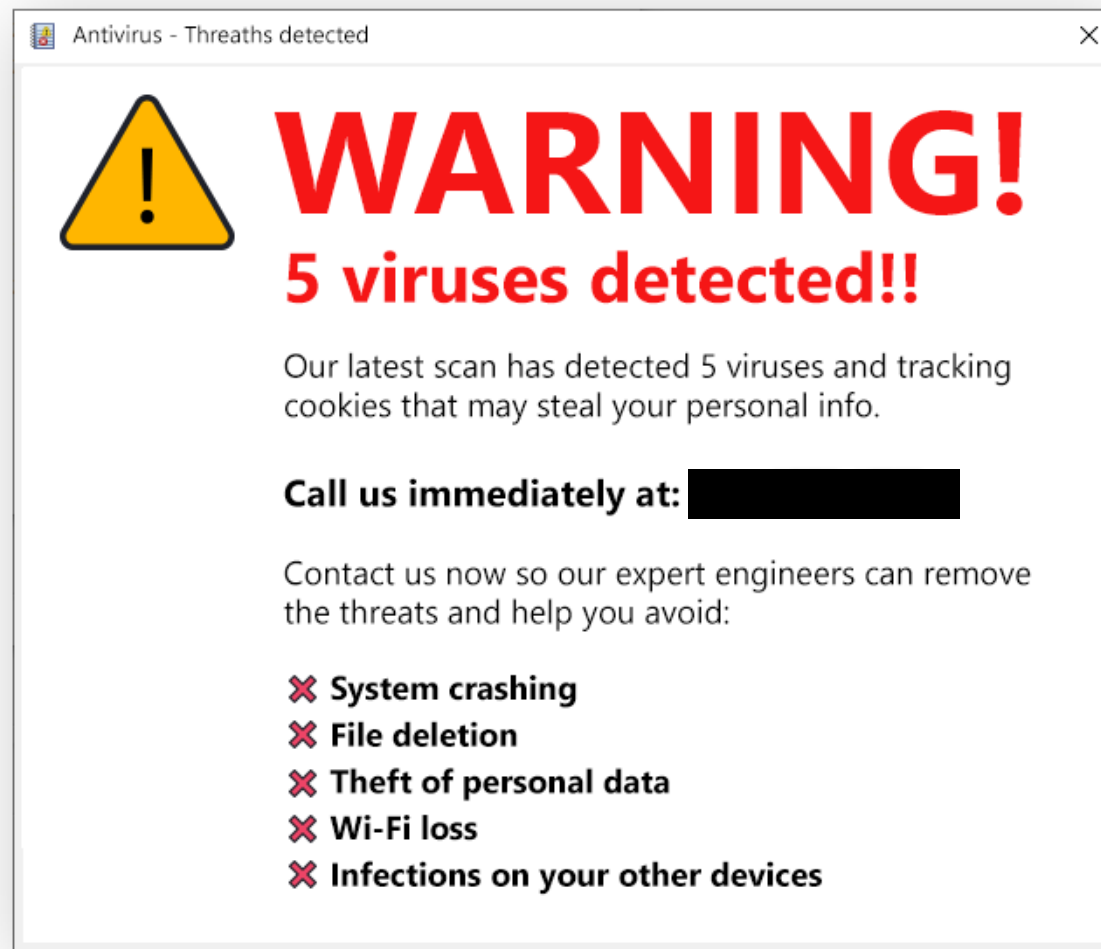 Antivirus - Threaths detected
WARNING!
5 viruses detected!!
Our latest scan has detected 5 viruses and tracking
cookies that may steal your personal info.
Call us immediately at:
Contact us now so our expert engineers can remove
the threats and help you avoid:
System crashing
File deletion
Theft of personal data
Wi-Fi loss
Infections on your other devices